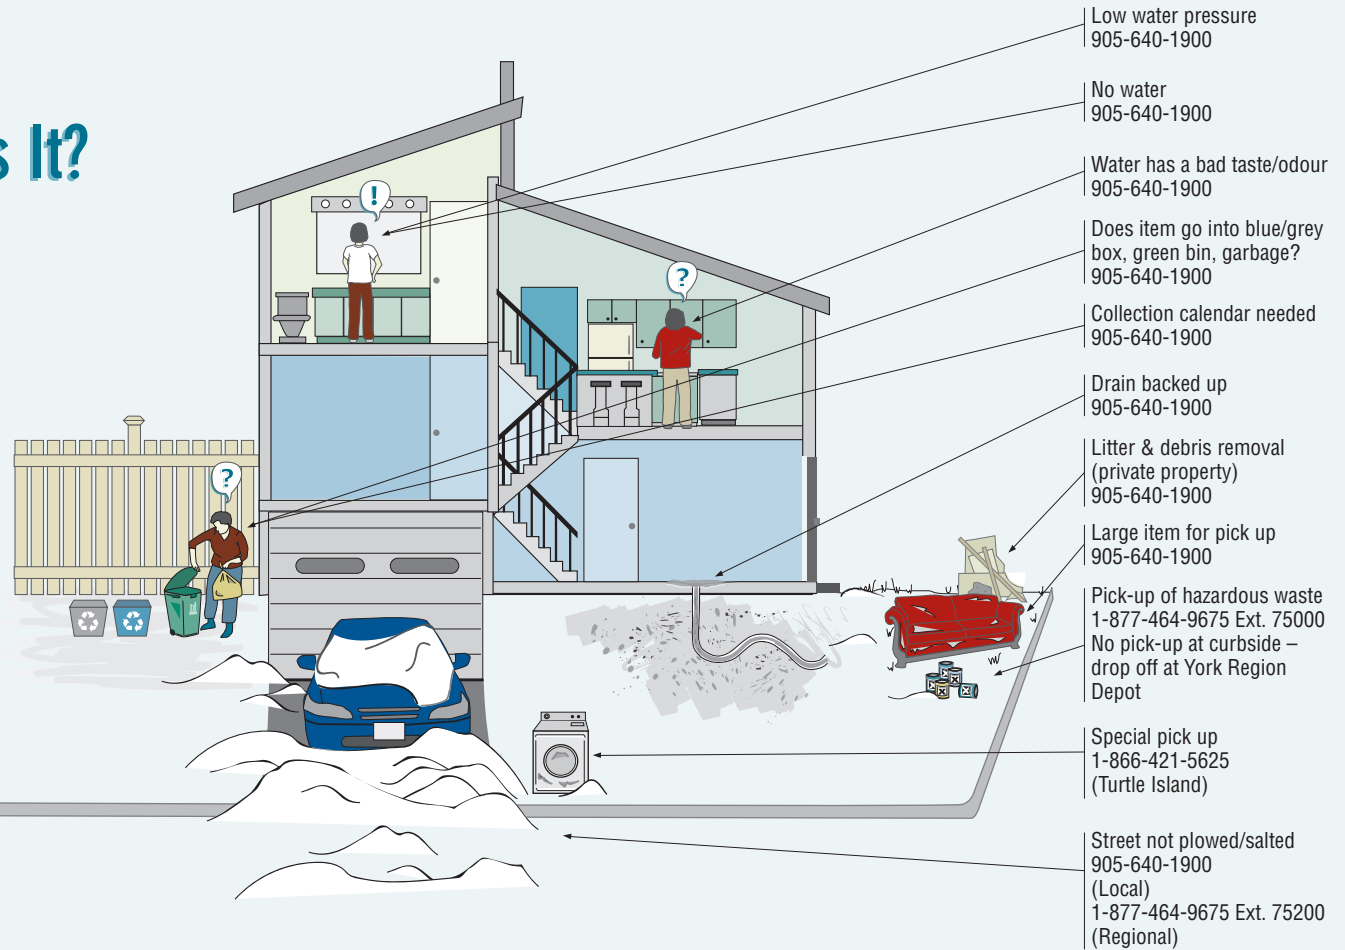 s It?
!
?
?
Low water pressure
905-640-1900
No water
905-640-1900
Water has a bad taste/odour
905-640-1900
Does item go into blue/grey
box, green bin, garbage?
905-640-1900
Collection calendar needed
905-640-1900
Drain backed up
905-640-1900
Litter & debris removal
(private property)
905-640-1900
Large item for pick up
905-640-1900
Pick-up of hazardous waste
1-877-464-9675 Ext. 75000
No pick-up at curbside –
drop off at York Region
Depot
Special pick up
1-866-421-5625
(Turtle Island)
Street not plowed/salted
905-640-1900
(Local)
1-877-464-9675 Ext. 75200
(Regional)